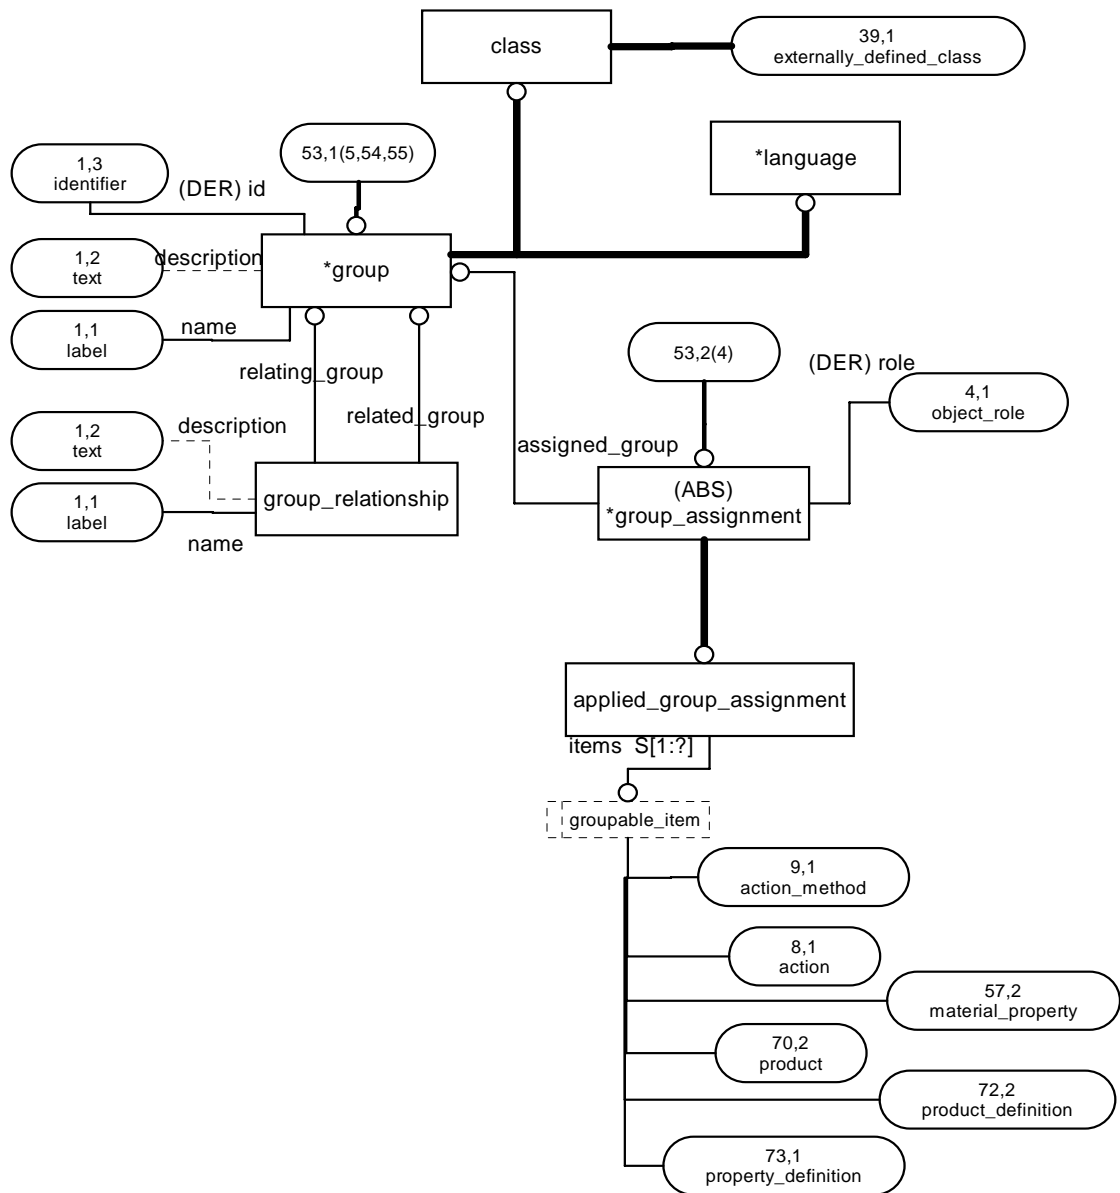 class
39,1
externally_defined_class
*language
53,1(5,54,55)
1,3
identifier
(DER) id
1,2
text
description
*group
1,1
label
name
relating_group
related_group
53,2(4)
(DER) role
4,1
object_role
1,2
text
description
assigned_group
group_relationship
1,1
label
name
(ABS)
*group_assignment
applied_group_assignment
items S[1:?]
groupable_item
9,1
action_method
8,1
action
57,2
material_property
70,2
product
72,2
product_definition
73,1
property_definition